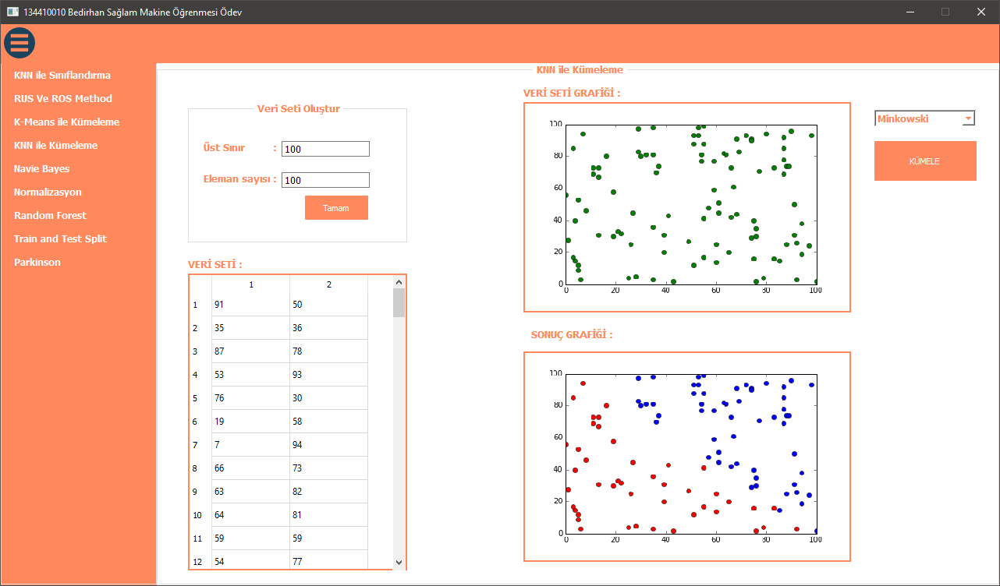 134410010 Bedirhan Sağlam Makine Öğrenmesi Ödev
KNN ile Sınıflandırma
RUS Ve ROS Method
K-Means ile Kümeleme
KNN ile Kümeleme
Navie Bayes
Normalizasyon
Random Forest
Train and Test Split
Parkinson
KNN ile Kümeleme
Veri Seti Oluştur
Üst Sınır : 100
Eleman sayısı : 100
Tamam
VERİ SETİ :
1 2
1 91 50
2 35 36
3 87 78
4 53 93
5 76 30
6 19 58
7 7 94
8 66 73
9 63 82
10 64 81
11 59 59
12 54 77
VERİ SETİ GRAFİĞİ :
100
80
60
40
20
0
0 20 40 60 80 100
Minkowski
KÜMELE
SONUÇ GRAFİĞİ :
100
80
60
40
20
0
0 20 40 60 80 100